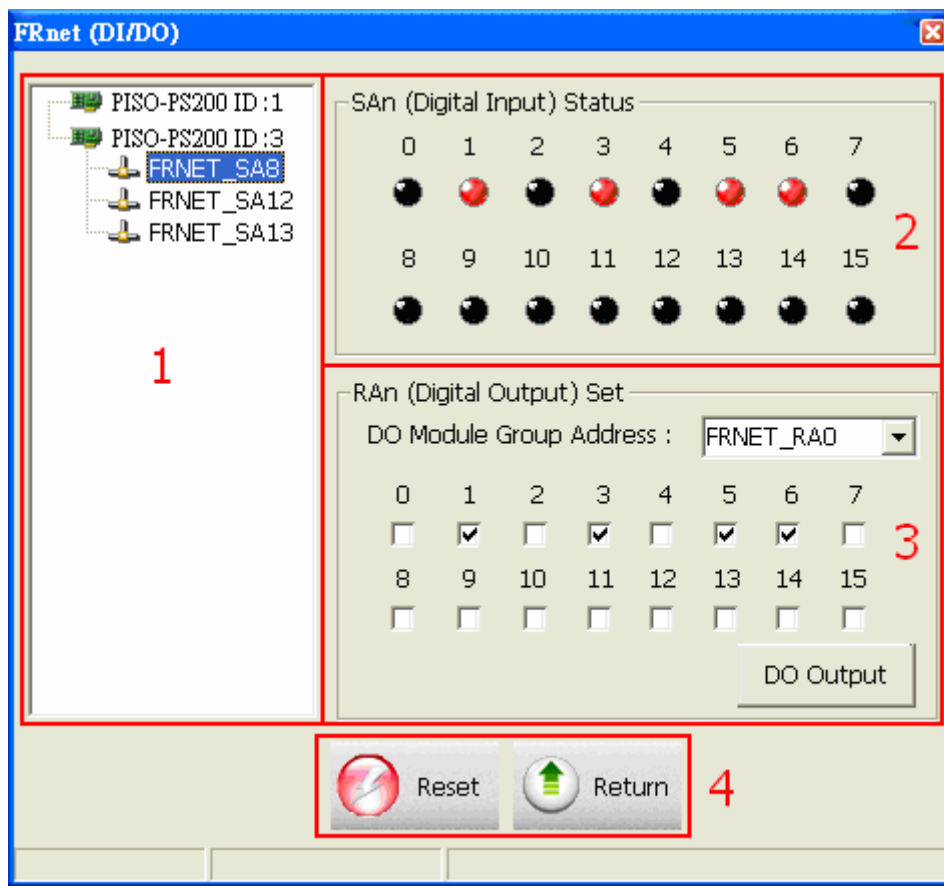 FRnet (DI/DO)
PISO-PS200 ID :1
PISO-PS200 ID :3
FRNET_SA8
FRNET_SA12
FRNET_SA13
1
SAn (Digital Input) Status
0 1 2 3 4 5 6 7
8 9 10 11 12 13 14 15
2
RAn (Digital Output) Set
DO Module Group Address : FRNET_RA0
0 1 2 3 4 5 6 7
3
8 9 10 11 12 13 14 15
DO Output
Reset Return 4